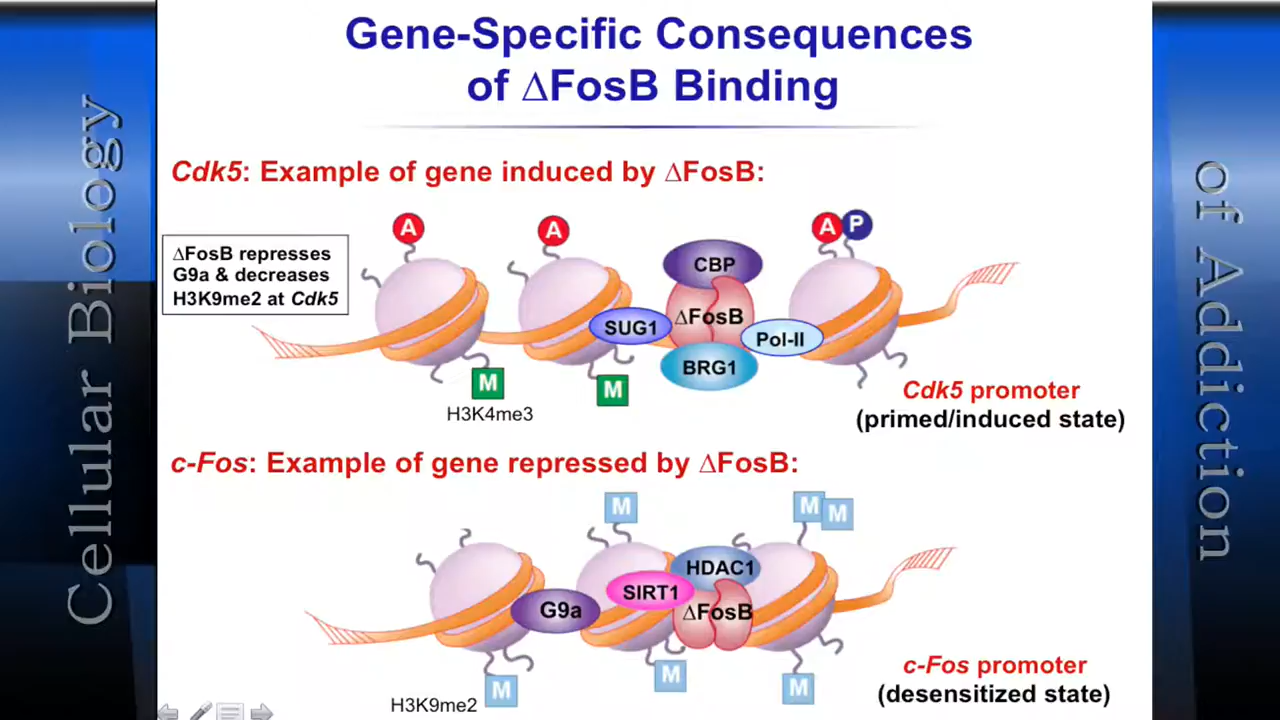 Cellular Biology
of Addiction
Gene-Specific Consequences
of ∆FosB Binding
Cdk5: Example of gene induced by ∆FosB:
∆FosB represses
G9a & decreases
H3K9me2 at Cdk5
A
A
A P
CBP
SUG1
∆FosB
Pol-II
BRG1
M
M
H3K4me3
Cdk5 promoter
(primed/induced state)
c-Fos: Example of gene repressed by ∆FosB:
M
M M
HDAC1
SIRT1
G9a
∆FosB
M
M
M
H3K9me2
c-Fos promoter
(desensitized state)